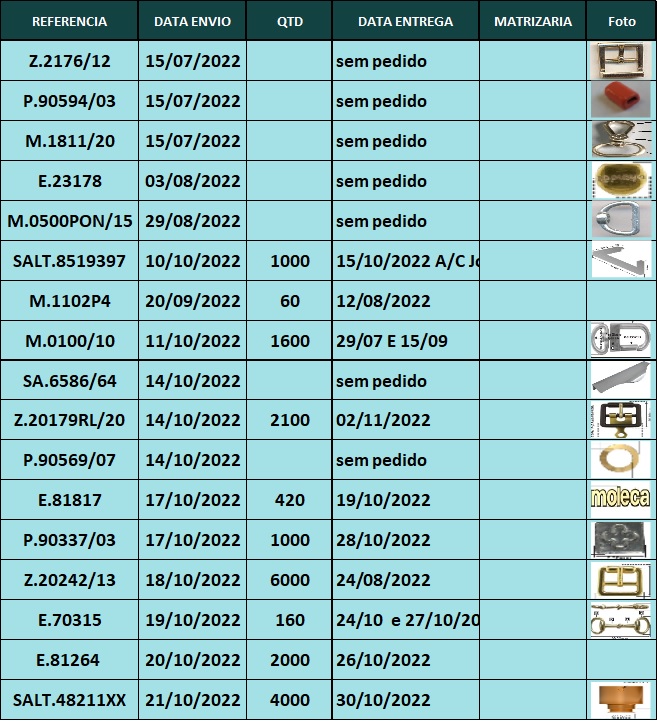 REFERENCIA DATA ENVIO QTD DATA ENTREGA MATRIZARIA Foto
Z.2176/12 15/07/2022 sem pedido
P.90594/03 15/07/2022 sem pedido
M.1811/20 15/07/2022 sem pedido
E.23178 03/08/2022 sem pedido
M.0500PON/15 29/08/2022 sem pedido
SALT.8519397 10/10/2022 1000 15/10/2022 A/C
M.1102P4 20/09/2022 60 12/08/2022
M.0100/10 11/10/2022 1600 29/07 E 15/09
SA.6586/64 14/10/2022 sem pedido
Z.20179RL/20 14/10/2022 2100 02/11/2022
P.90569/07 14/10/2022 sem pedido
E.81817 17/10/2022 420 19/10/2022 moleca
P.90337/03 17/10/2022 1000 28/10/2022
Z.20242/13 18/10/2022 6000 24/08/2022
E.70315 19/10/2022 160 24/10 e 27/10/20
E.81264 20/10/2022 2000 26/10/2022
SALT.48211XX 21/10/2022 4000 30/10/2022